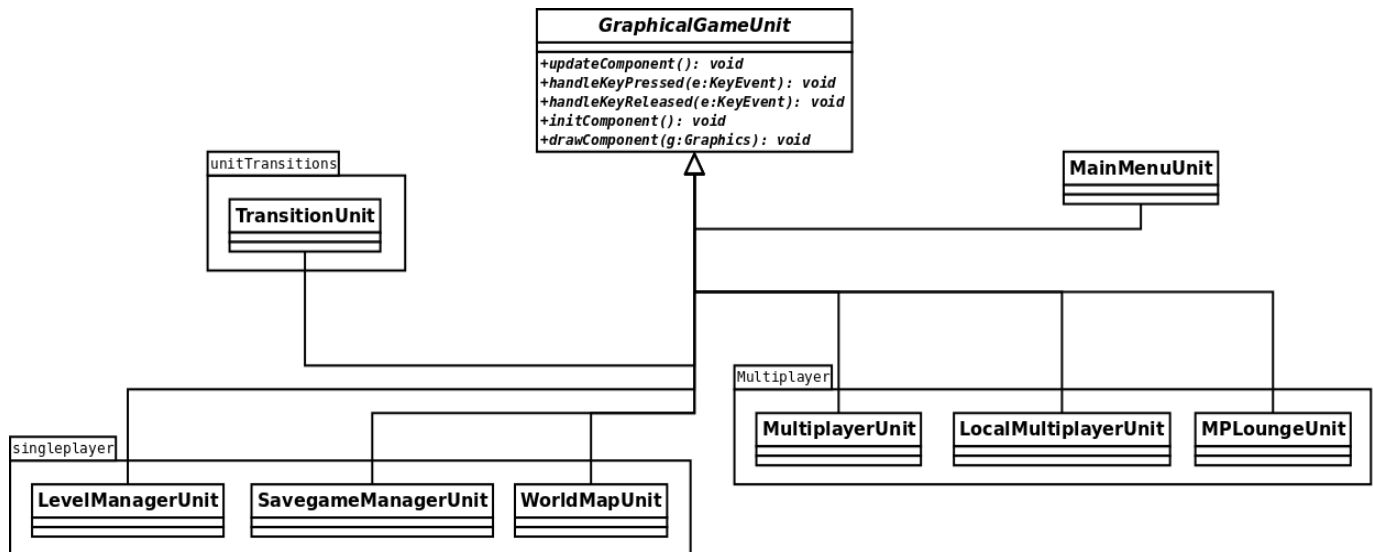 GraphicalGameUnit
+updateComponent(): void
+handleKeyPressed(e:KeyEvent): void
+handleKeyReleased(e:KeyEvent): void
+initComponent(): void
+drawComponent(g:Graphics): void
unitTransitions
TransitionUnit
MainMenuUnit
Multiplayer
MultiplayerUnit
LocalMultiplayerUnit
MPLoungeUnit
singleplayer
LevelManagerUnit
SavegameManagerUnit
WorldMapUnit